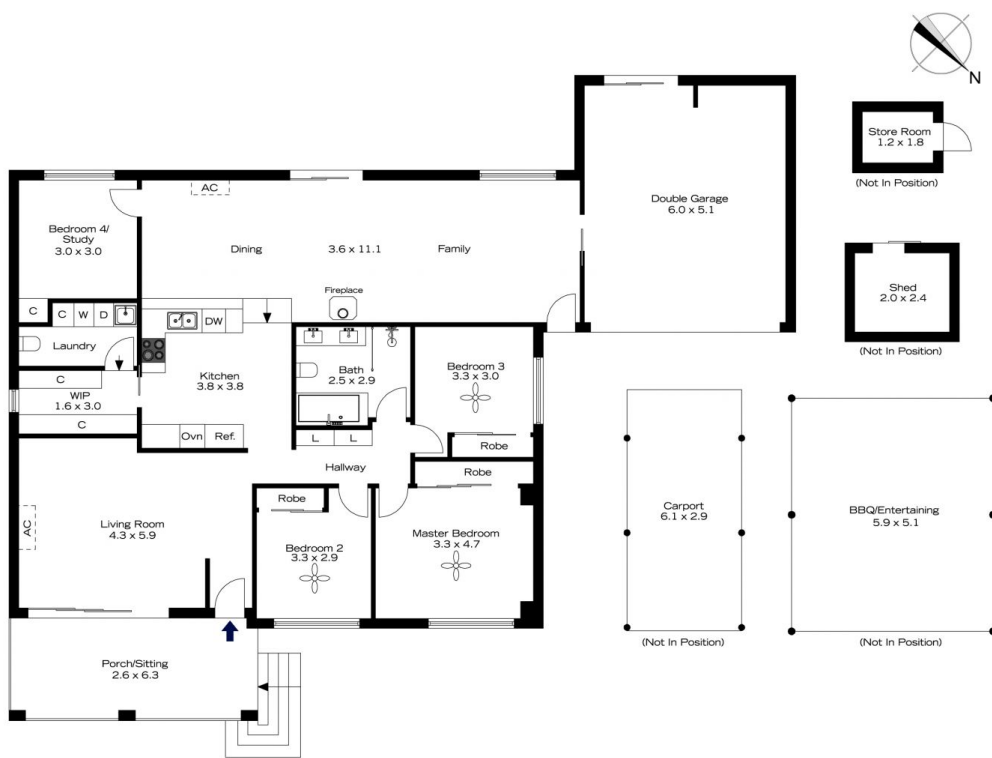 N
Store Room
1.2 x 1.8
(Not In Position)
AC
Double Garage
6.0 x 5.1
Bedroom 4/
Study
3.0 x 3.0
Dining
3.6 x 11.1
Family
Shed
2.0 x 2.4
(Not In Position)
Fireplace
C
C
W
D
DW
Laundry
Kitchen
3.8 x 3.8
Bath
2.5 x 2.9
Bedroom 3
3.3 x 3.0
C
WIP
1.6 x 3.0
C
Ovn
Ref.
L
L
Robe
Hallway
Robe
Robe
AC
Living Room
4.3 x 5.9
Bedroom 2
3.3 x 2.9
Master Bedroom
3.3 x 4.7
Carport
6.1 x 2.9
(Not In Position)
BBQ/Entertaining
5.9 x 5.1
(Not In Position)
Porch/Sitting
2.6 x 6.3